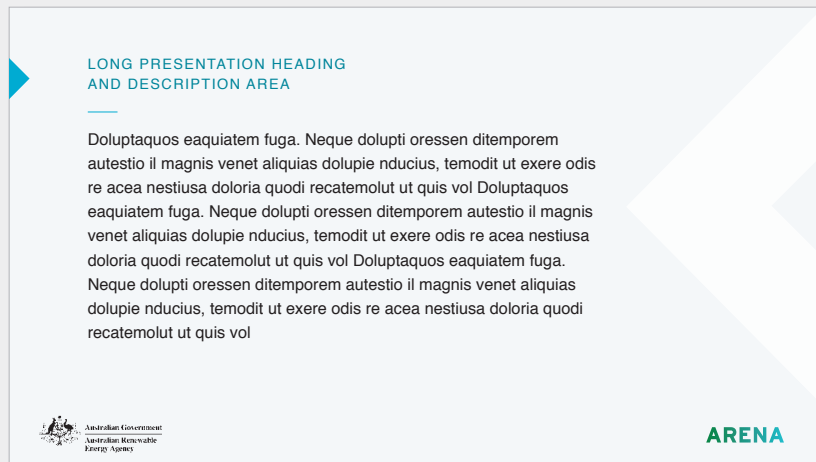 LONG PRESENTATION HEADING
AND DESCRIPTION AREA
Doluptaquos eaquiatem fuga. Neque dolupti oressen ditemporem
autestio il magnis venet aliquias dolupie nducius, temodit ut exere odis
re acea nestiusa doloria quodi recatemolut ut quis vol Doluptaquos
eaquiatem fuga. Neque dolupti oressen ditemporem autestio il magnis
venet aliquias dolupie nducius, temodit ut exere odis re acea nestiusa
doloria quodi recatemolut ut quis vol Doluptaquos eaquiatem fuga.
Neque dolupti oressen ditemporem autestio il magnis venet aliquias
dolupie nducius, temodit ut exere odis re acea nestiusa doloria quodi
recatemolut ut quis vol
Australian Government
Australian Renewable
Energy Agency
ARENA